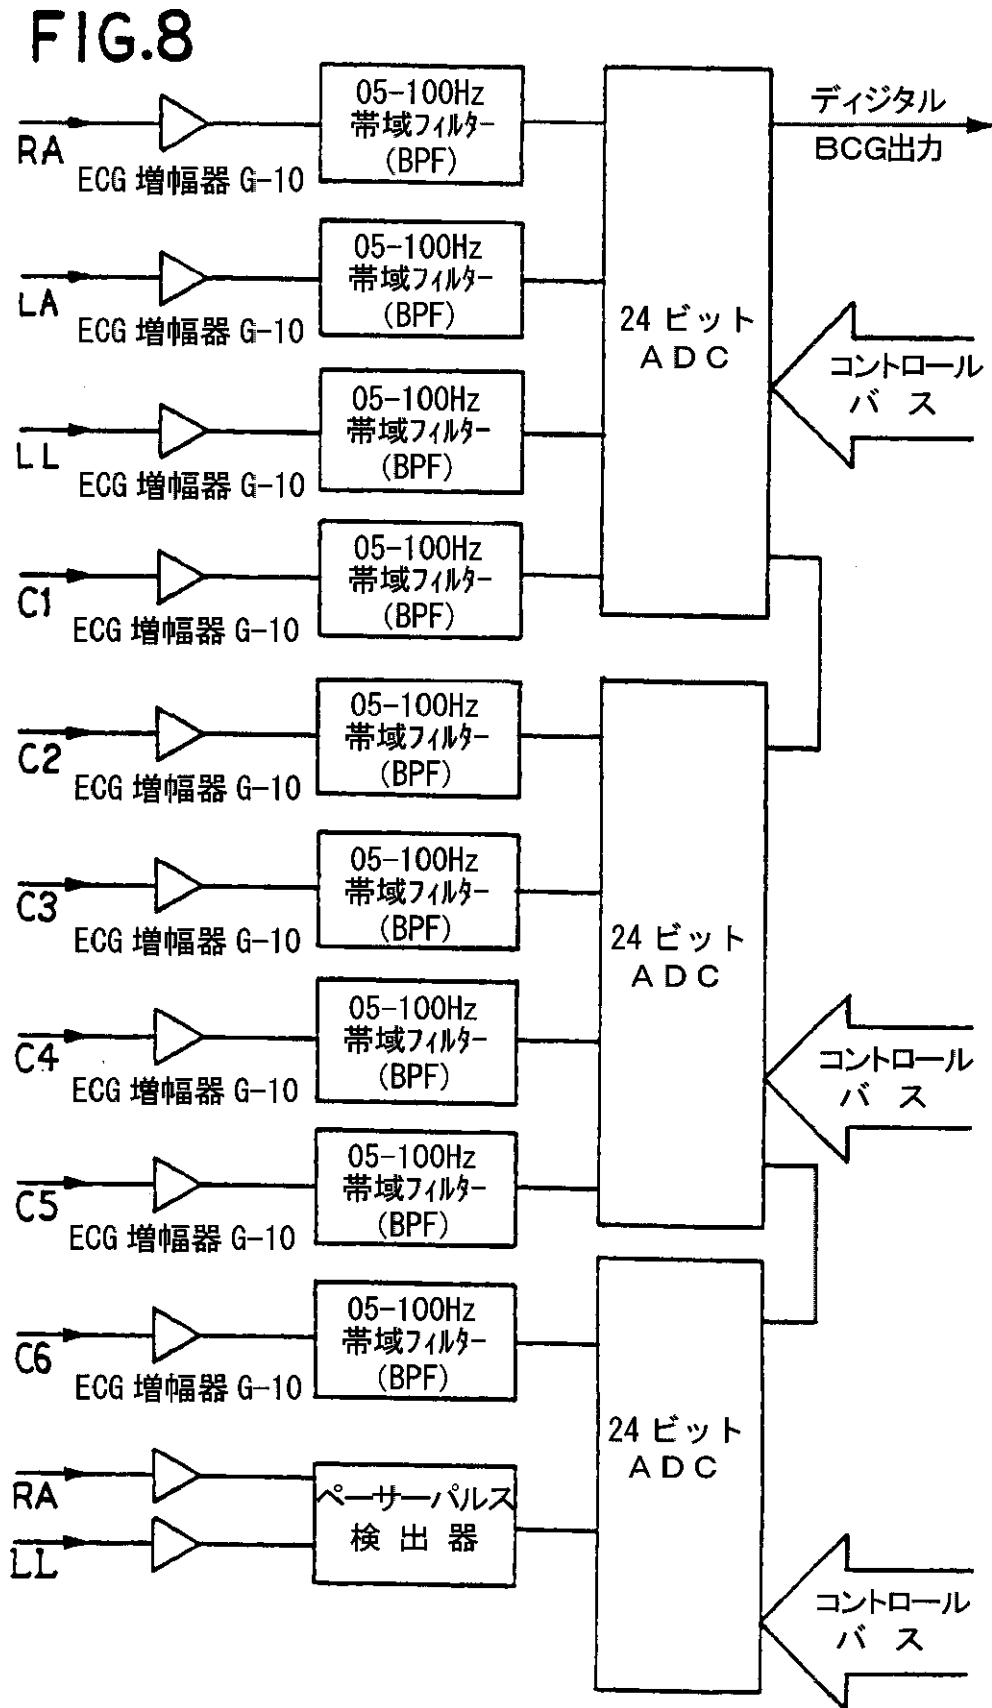 FIG.8
RA
ECG 増幅器 G-10
05-100Hz
帯域フィルター
(BPF)
ディジタル
BCG出力
LA
ECG 増幅器 G-10
05-100Hz
帯域フィルター
(BPF)
24 ビット
ADC
コントロール
バス
LL
ECG 増幅器 G-10
05-100Hz
帯域フィルター
(BPF)
C1
ECG 増幅器 G-10
05-100Hz
帯域フィルター
(BPF)
C2
ECG 増幅器 G-10
05-100Hz
帯域フィルター
(BPF)
C3
ECG 増幅器 G-10
05-100Hz
帯域フィルター
(BPF)
24 ビット
ADC
C4
ECG 増幅器 G-10
05-100Hz
帯域フィルター
(BPF)
コントロール
バス
C5
ECG 増幅器 G-10
05-100Hz
帯域フィルター
(BPF)
C6
ECG 増幅器 G-10
05-100Hz
帯域フィルター
(BPF)
24 ビット
ADC
RA
LL
ペーサーパルス
検出器
コントロール
バス